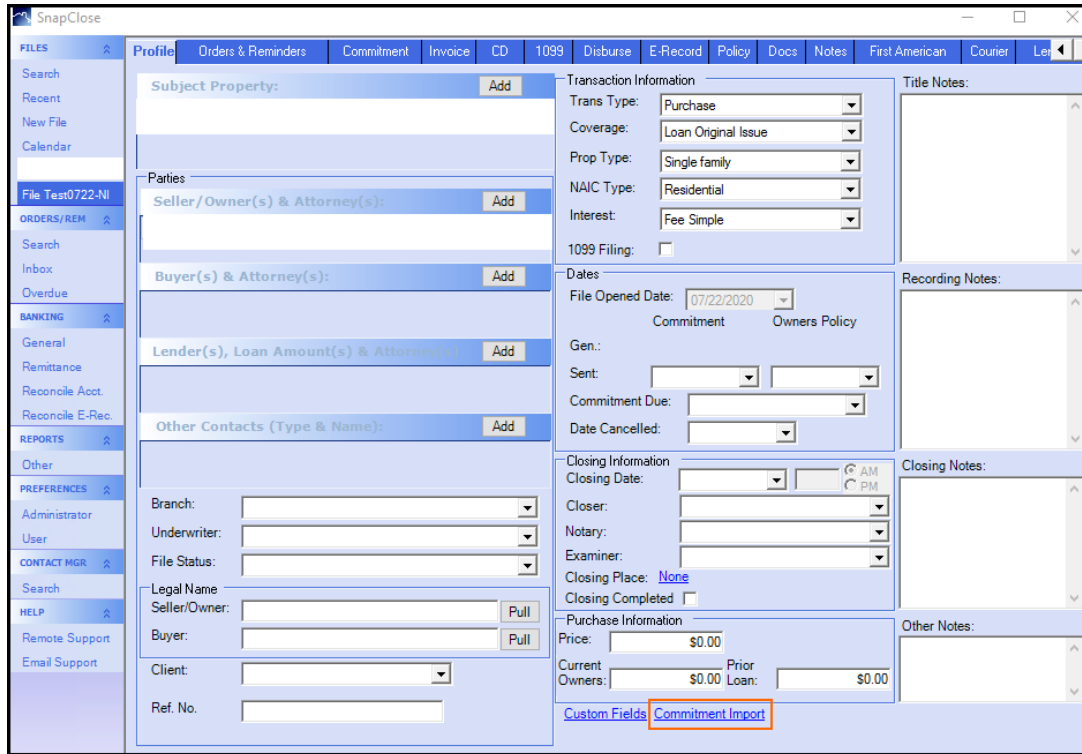 SnapClose
FILES
Search
Recent
New File
Calendar
File Test0722-NI
ORDERS/REM
Search
Inbox
Overdue
BANKING
General
Remittance
Reconcile Acct.
Reconcile E-Rec.
REPORTS
Other
PREFERENCES
Administrator
User
CONTACT MGR
Search
HELP
Remote Support
Email Support
Profile Orders & Reminders Commitment Invoice CD 1099 Disburse E-Record Policy Docs Notes First American Courier
Subject Property: Add
Parties
Seller/Owner(s) & Attorney(s): Add
Buyer(s) & Attorney(s): Add
Lender(s), Loan Amount(s) & Add
Other Contacts (Type & Name): Add
Branch:
Underwriter:
File Status:
Legal Name
Seller/Owner: Pull
Buyer: Pull
Client:
Ref. No.
Transaction Information
Trans Type: Purchase
Coverage: Loan Original Issue
Prop Type: Single family
NAIC Type: Residential
Interest: Fee Simple
1099 Filing:
Dates
File Opened Date: 07/22/2020
Commitment Owners Policy
Gen.:
Sent:
Commitment Due:
Date Cancelled:
Closing Information
Closing Date: AM
PM
Closer:
Notary:
Examiner:
Closing Place: None
Closing Completed
Purchase Information
Price: $0.00
Current Owners: $0.00 Prior Loan: $0.00
Custom Fields Commitment Import
Title Notes:
Recording Notes:
Closing Notes:
Other Notes: